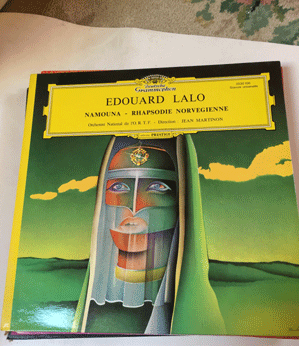 Deutsche
Grammophon
EDOUARD LALO
NAMOUNA - RHAPSODIE NORVEGIENNE
Orchestre National de l'O.R.T.F. - Direction : JEAN MARTINON
PRESTIGE